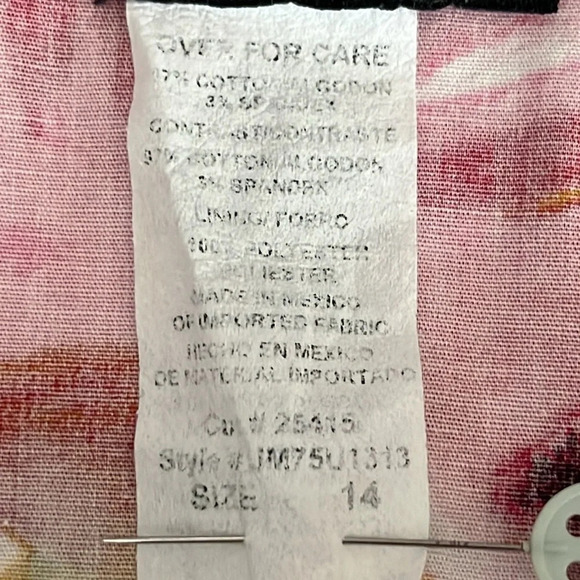 OVER FOR CARE
97% COTTON/ALGODON
3% SPANDEX
CONTRAST/CONTRASTE
97% COTTON/ALGODON
3% SPANDEX
LINING/FORRO
100% POLYESTER
POLIESTER
MADE IN MEXICO
OF IMPORTED FABRIC
HECHO EN MEXICO
DE MATERIAL IMPORTADO
Cut # 25415
Style # JM75U1313
SIZE 14